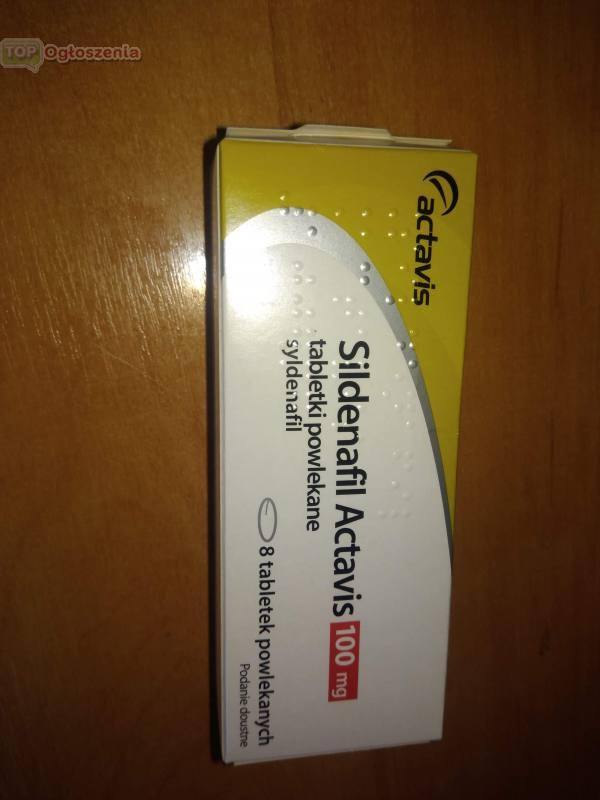 TOP Ogłoszenia
actavis
Sildenafil Actavis 100 mg
tabletki powlekane
syldenafil
8 tabletek powlekanych
Podanie doustne